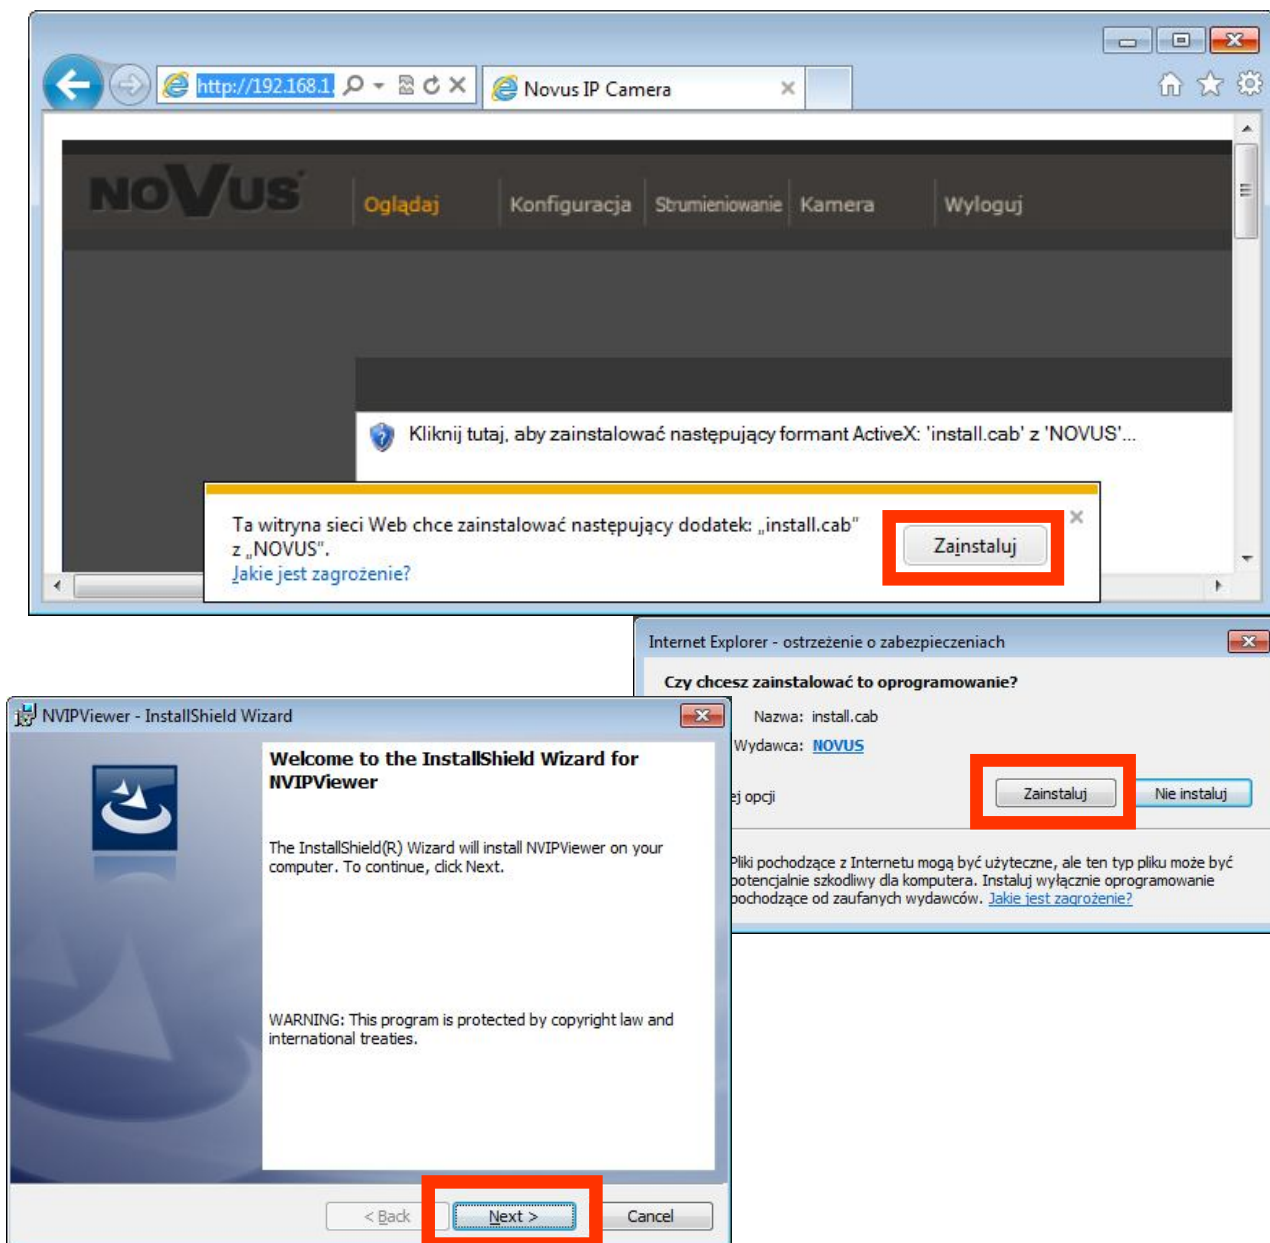 http://192.168.1.
Novus IP Camera
NOVUS
Oglądaj
Konfiguracja
Strumieniowanie
Kamera
Wyloguj
Kliknij tutaj, aby zainstalować następujący formant ActiveX: 'install.cab' z 'NOVUS'...
Ta witryna sieci Web chce zainstalować następujący dodatek: „install.cab”
z „NOVUS”.
Jakie jest zagrożenie?
Zainstaluj
Internet Explorer - ostrzeżenie o zabezpieczeniach
Czy chcesz zainstalować to oprogramowanie?
Nazwa: install.cab
Wydawca: NOVUS
ej opcji
Zainstaluj
Nie instaluj
Pliki pochodzące z Internetu mogą być użyteczne, ale ten typ pliku może być
potencjalnie szkodliwy dla komputera. Instaluj wyłącznie oprogramowanie
pochodzące od zaufanych wydawców. Jakie jest zagrożenie?
NVIPViewer - InstallShield Wizard
Welcome to the InstallShield Wizard for
NVIPViewer
The InstallShield(R) Wizard will install NVIPViewer on your
computer. To continue, click Next.
WARNING: This program is protected by copyright law and
international treaties.
< Back
Next >
Cancel